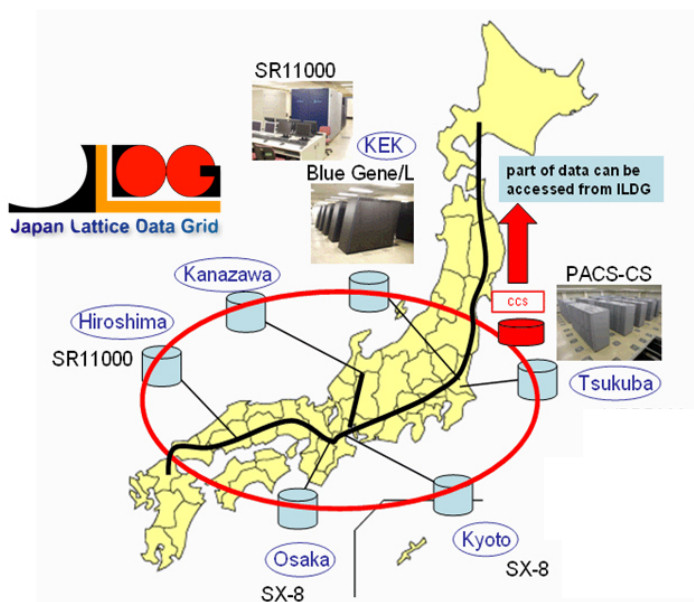 SR11000
KEK
Blue Gene/L
JLDG
Japan Lattice Data Grid
part of data can be
accessed from ILDG
Kanazawa
PACS-CS
ccs
Hiroshima
SR11000
Tsukuba
Osaka
SX-8
Kyoto
SX-8